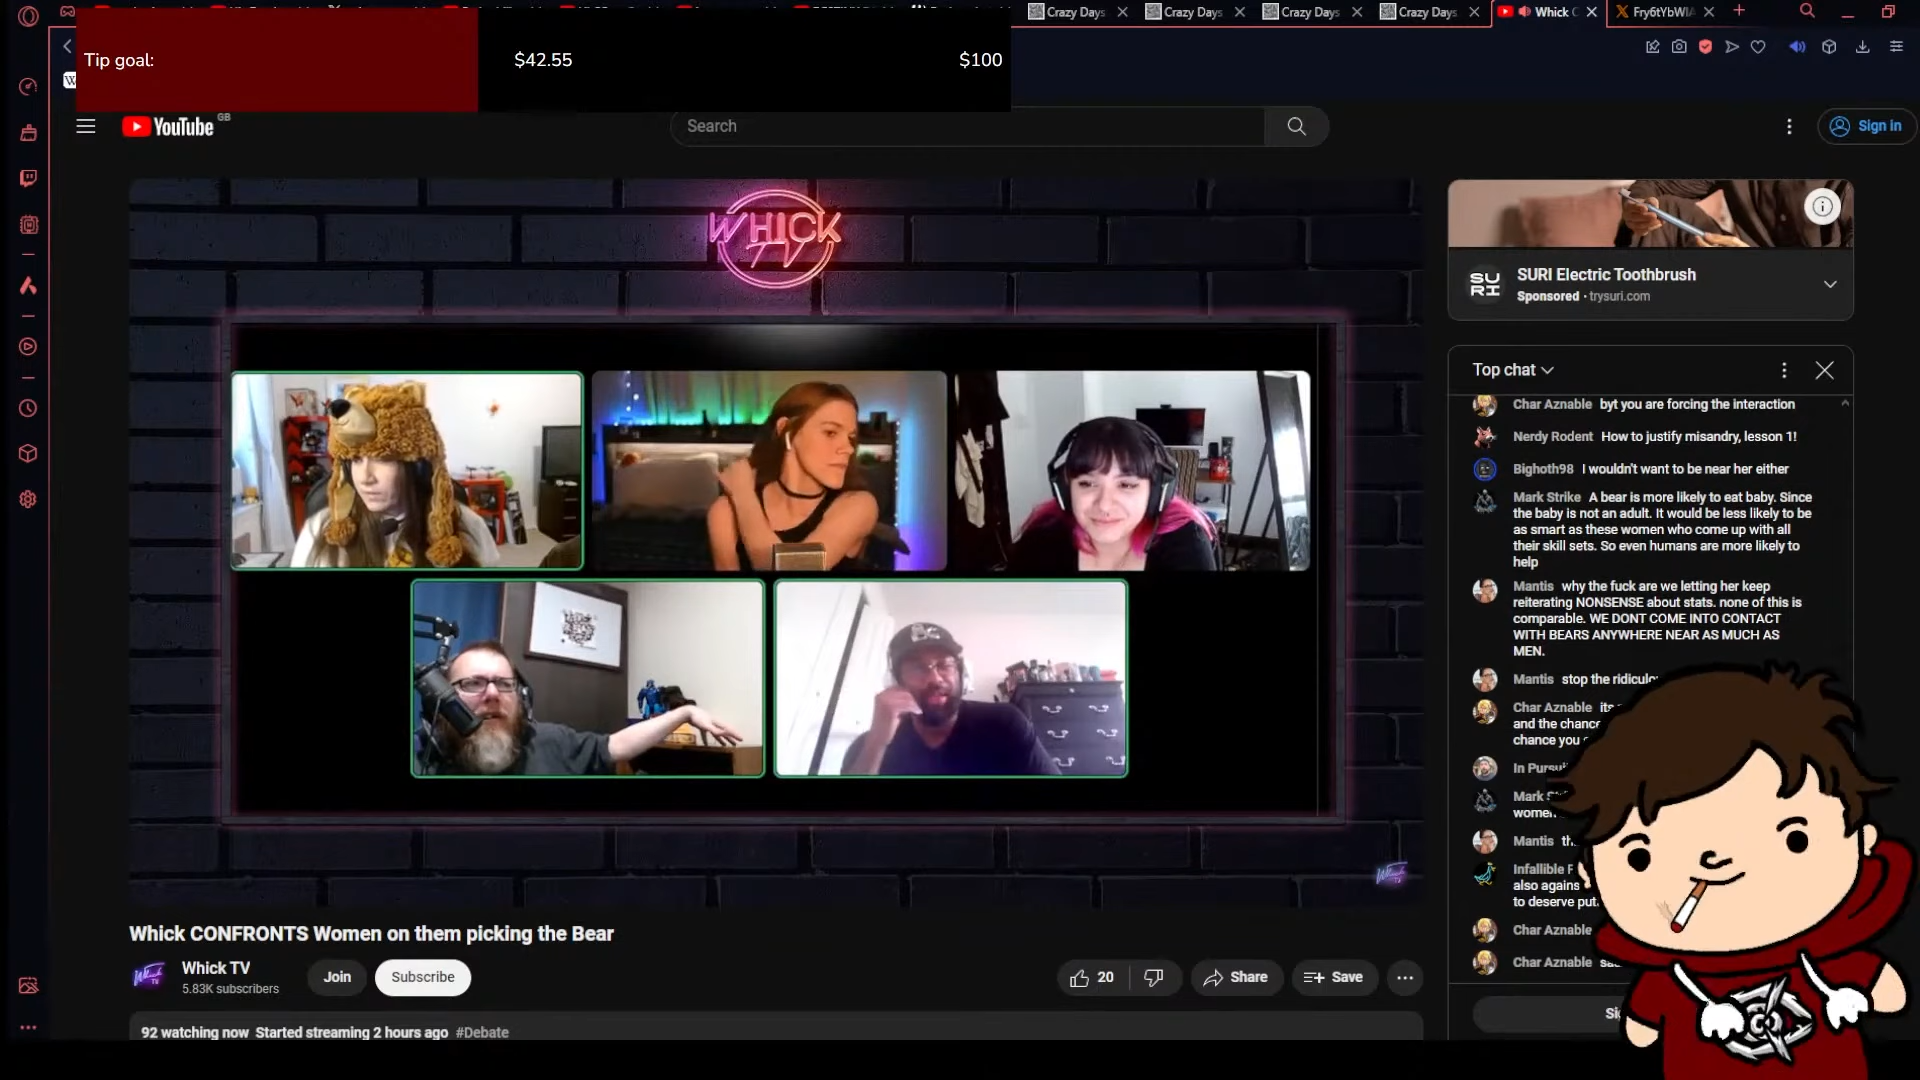 Crazy Days
Crazy Days
Crazy Days
Crazy Days
Whick C
Fry6tYbWIA
Tip goal:
$42.55
$100
YouTube
GB
Search
Sign in
WHICK
TV
SURI
SURI Electric Toothbrush
Sponsored · trysuri.com
Top chat
Char Aznable byt you are forcing the interaction
Nerdy Rodent How to justify misandry, lesson 1!
Bighoth98 I wouldn't want to be near her either
Mark Strike A bear is more likely to eat baby. Since
the baby is not an adult. It would be less likely to be
as smart as these women who come up with all
their skill sets. So even humans are more likely to
help
Mantis why the fuck are we letting her keep
reiterating NONSENSE about stats. none of this is
comparable. WE DONT COME INTO CONTACT
WITH BEARS ANYWHERE NEAR AS MUCH AS
MEN.
Mantis stop the
Char Aznable its
and the chance
chance you
In
Mark
women
Mantis
Infallible
also agains
to deserve put
Char Aznable
Char Aznable
Whick CONFRONTS Women on them picking the Bear
Whick TV
5.83K subscribers
Join
Subscribe
20
Share
Save
92 watching now Started streaming 2 hours ago #Debate